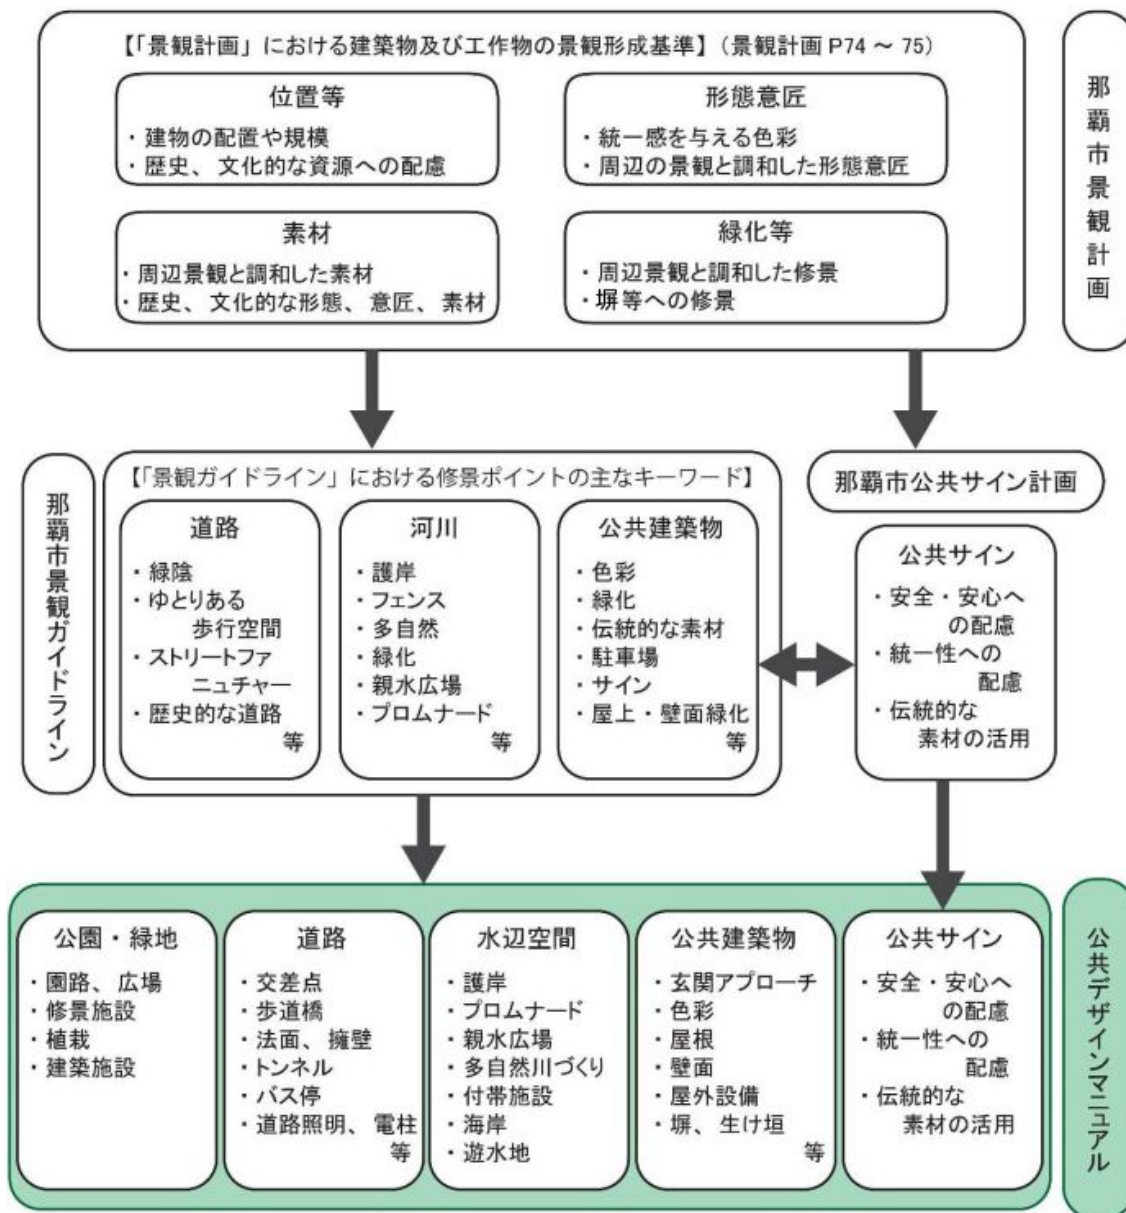 【「景観計画」における建築物及び工作物の景観形成基準】（景観計画 P74 ～ 75）
位置等
・建物の配置や規模
・歴史、文化的な資源への配慮
形態意匠
・統一感を与える色彩
・周辺の景観と調和した形態意匠
素材
・周辺景観と調和した素材
・歴史、文化的な形態、意匠、素材
緑化等
・周辺景観と調和した修景
・塀等への修景
那覇市景観計画
那覇市景観ガイドライン
【「景観ガイドライン」における修景ポイントの主なキーワード】
道路
・緑陰
・ゆとりある
歩行空間
・ストリートファ
ニュチャー
・歴史的な道路
等
河川
・護岸
・フェンス
・多自然
・緑化
・親水広場
・プロムナード
等
公共建築物
・色彩
・緑化
・伝統的な素材
・駐車場
・サイン
・屋上・壁面緑化
等
那覇市公共サイン計画
公共サイン
・安全・安心へ
の配慮
・統一性への
配慮
・伝統的な
素材の活用
公園・緑地
・園路、広場
・修景施設
・植栽
・建築施設
道路
・交差点
・歩道橋
・法面、擁壁
・トンネル
・バス停
・道路照明、電柱
等
水辺空間
・護岸
・プロムナード
・親水広場
・多自然川づくり
・付帯施設
・海岸
・遊水地
公共建築物
・玄関アプローチ
・色彩
・屋根
・壁面
・屋外設備
・塀、生け垣
等
公共サイン
・安全・安心へ
の配慮
・統一性への
配慮
・伝統的な
素材の活用
公共デザインマニュアル